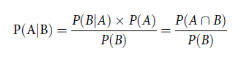 P(A|B) = P(B|A) × P(A) / P(B) = P(A ∩ B) / P(B)